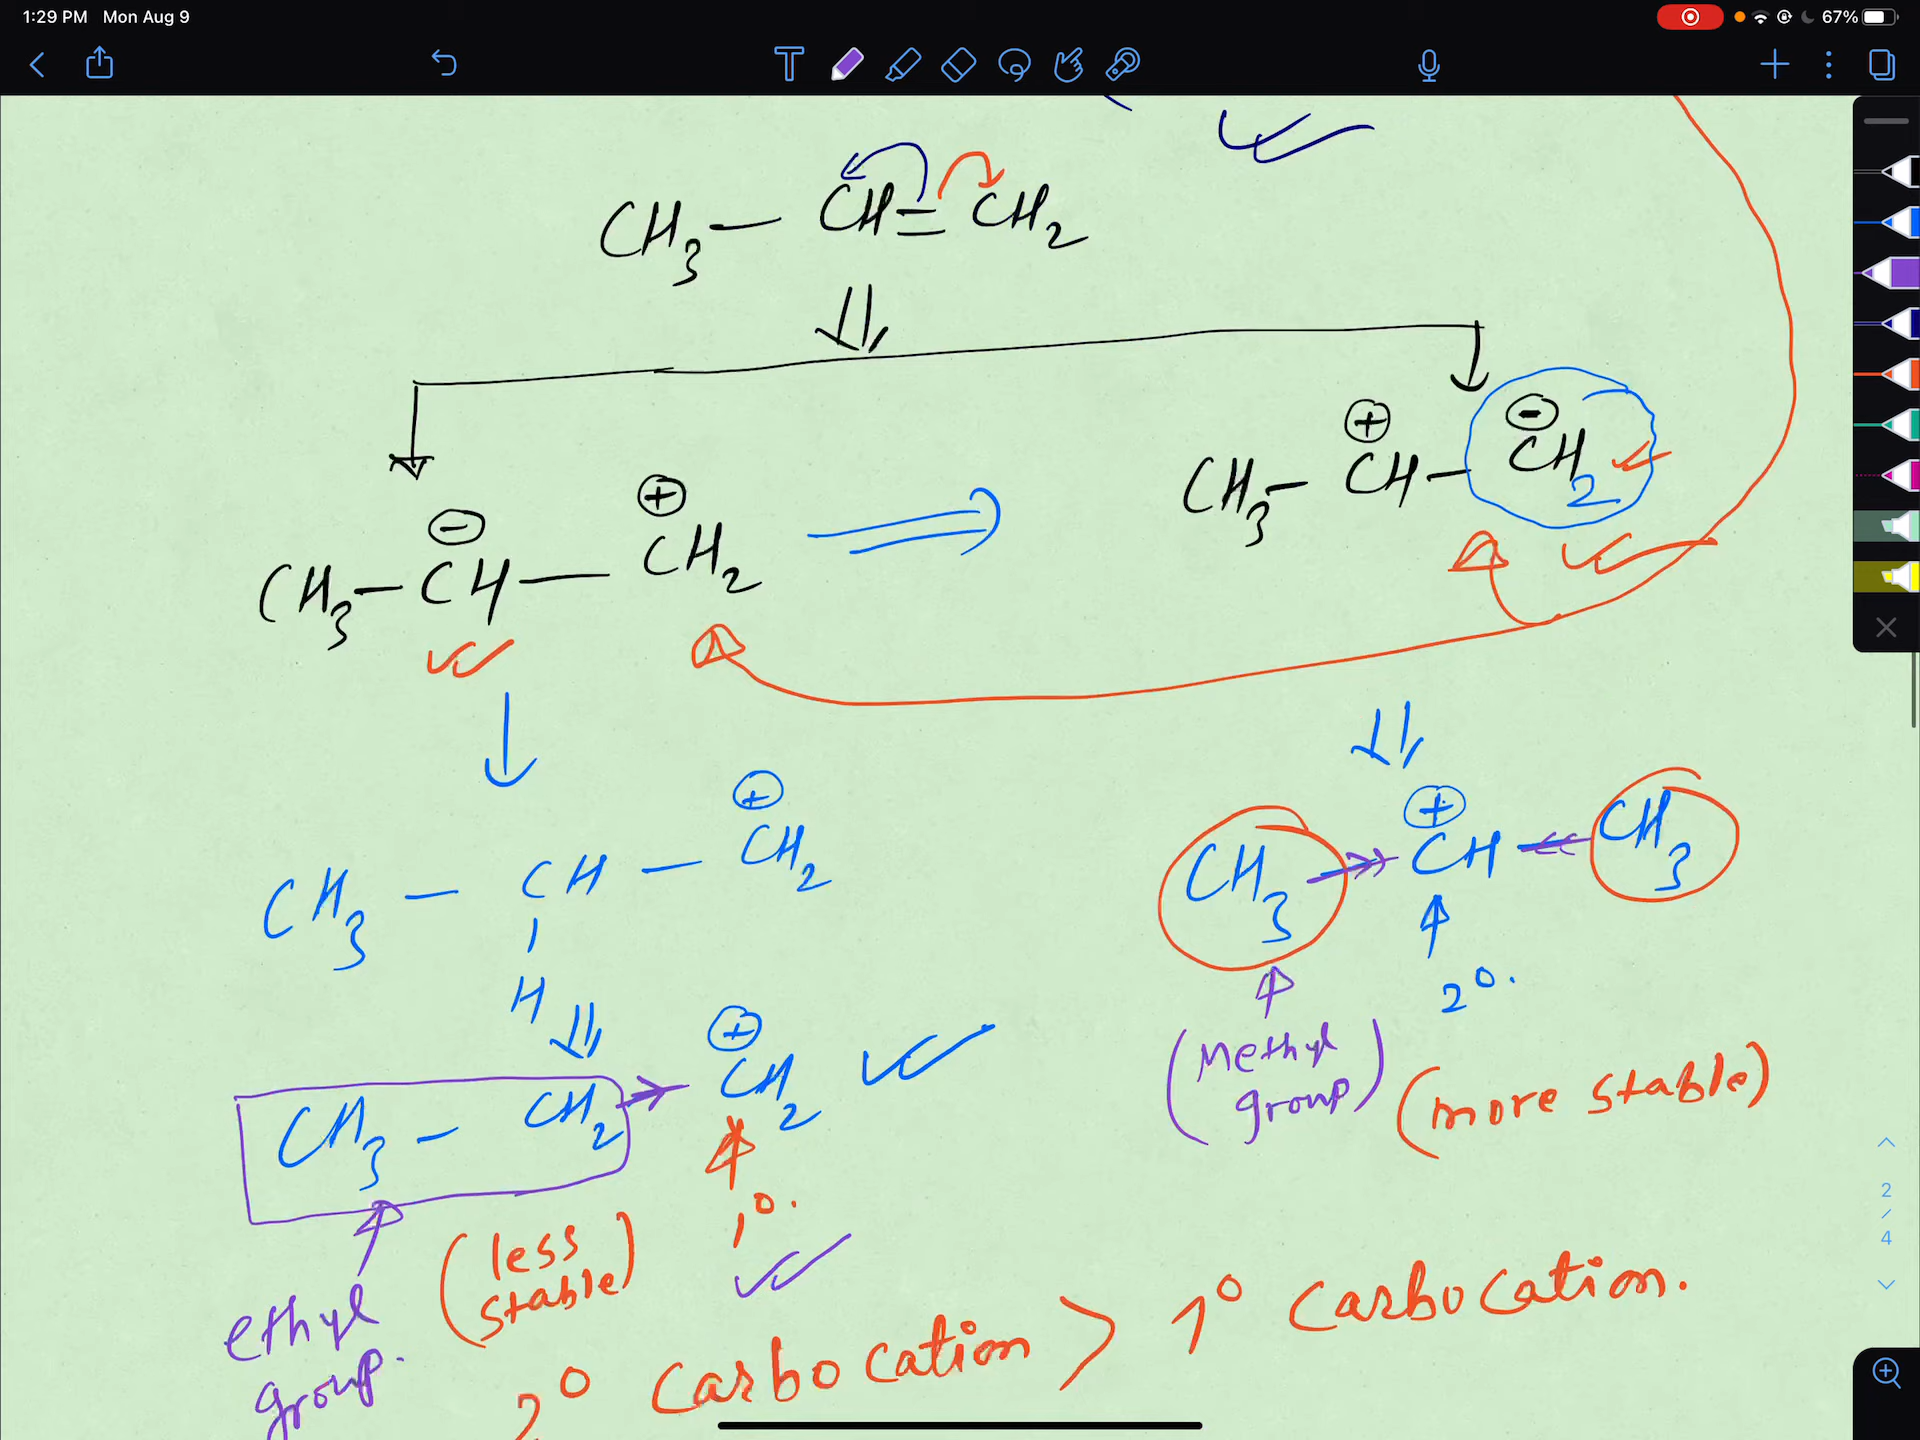 1:29 PM Mon Aug 9
67%
CH3 — CH = CH2
CH3 — CH — CH2
⊖ ⊕
⊕ ⊖
CH3 — CH — CH2
⊕
CH3 — CH — CH2
H
⊕
CH3 — CH — CH3
2°.
(Methyl group)
(more stable)
⊕
CH3 — CH2 CH2
1°.
(less stable)
ethyl group.
2° carbocation > 1° carbocation.
2
/
4